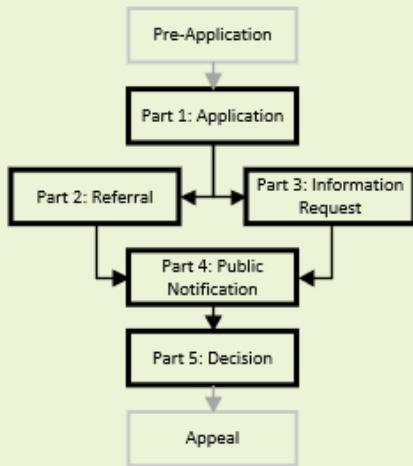 Pre-Application
Part 1: Application
Part 2: Referral
Part 3: Information
Request
Part 4: Public
Notification
Part 5: Decision
Appeal